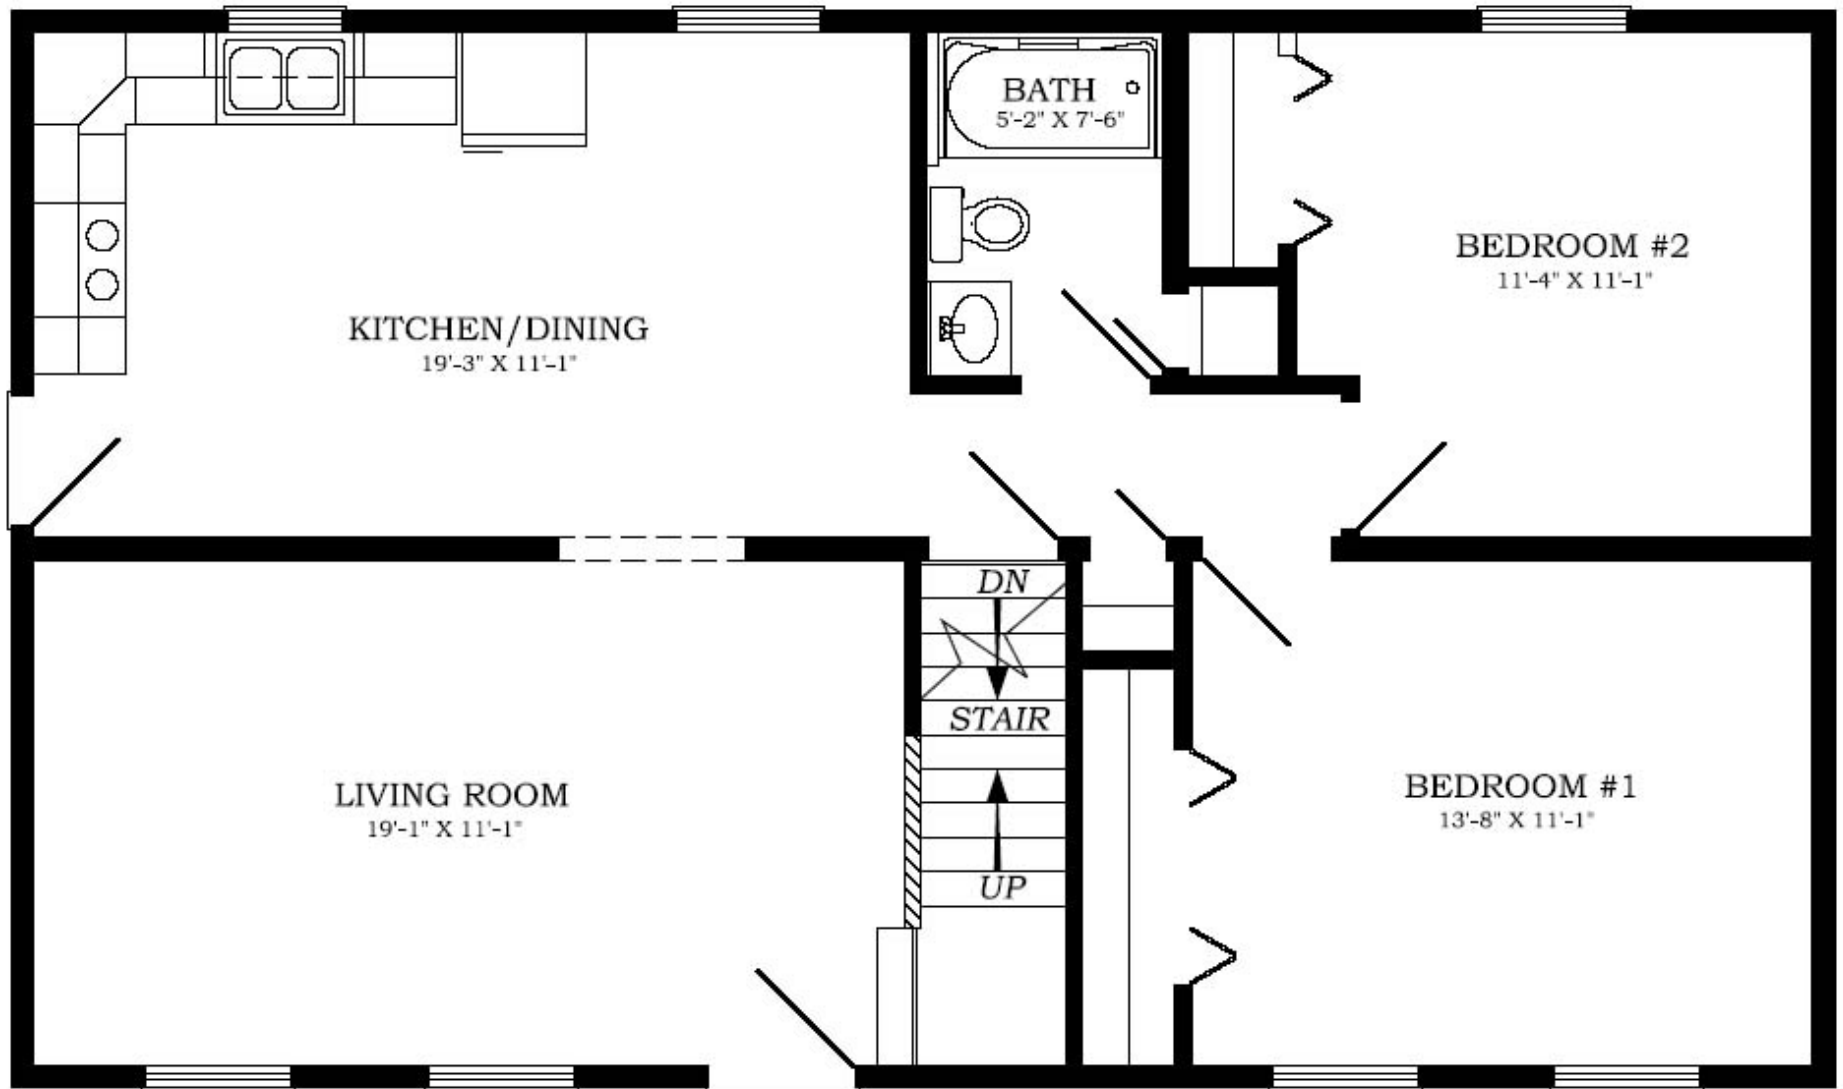 BATH
5'-2" X 7'-6"
BEDROOM #2
11'-4" X 11'-1"
KITCHEN/DINING
19'-3" X 11'-1"
DN
STAIR
UP
LIVING ROOM
19'-1" X 11'-1"
BEDROOM #1
13'-8" X 11'-1"